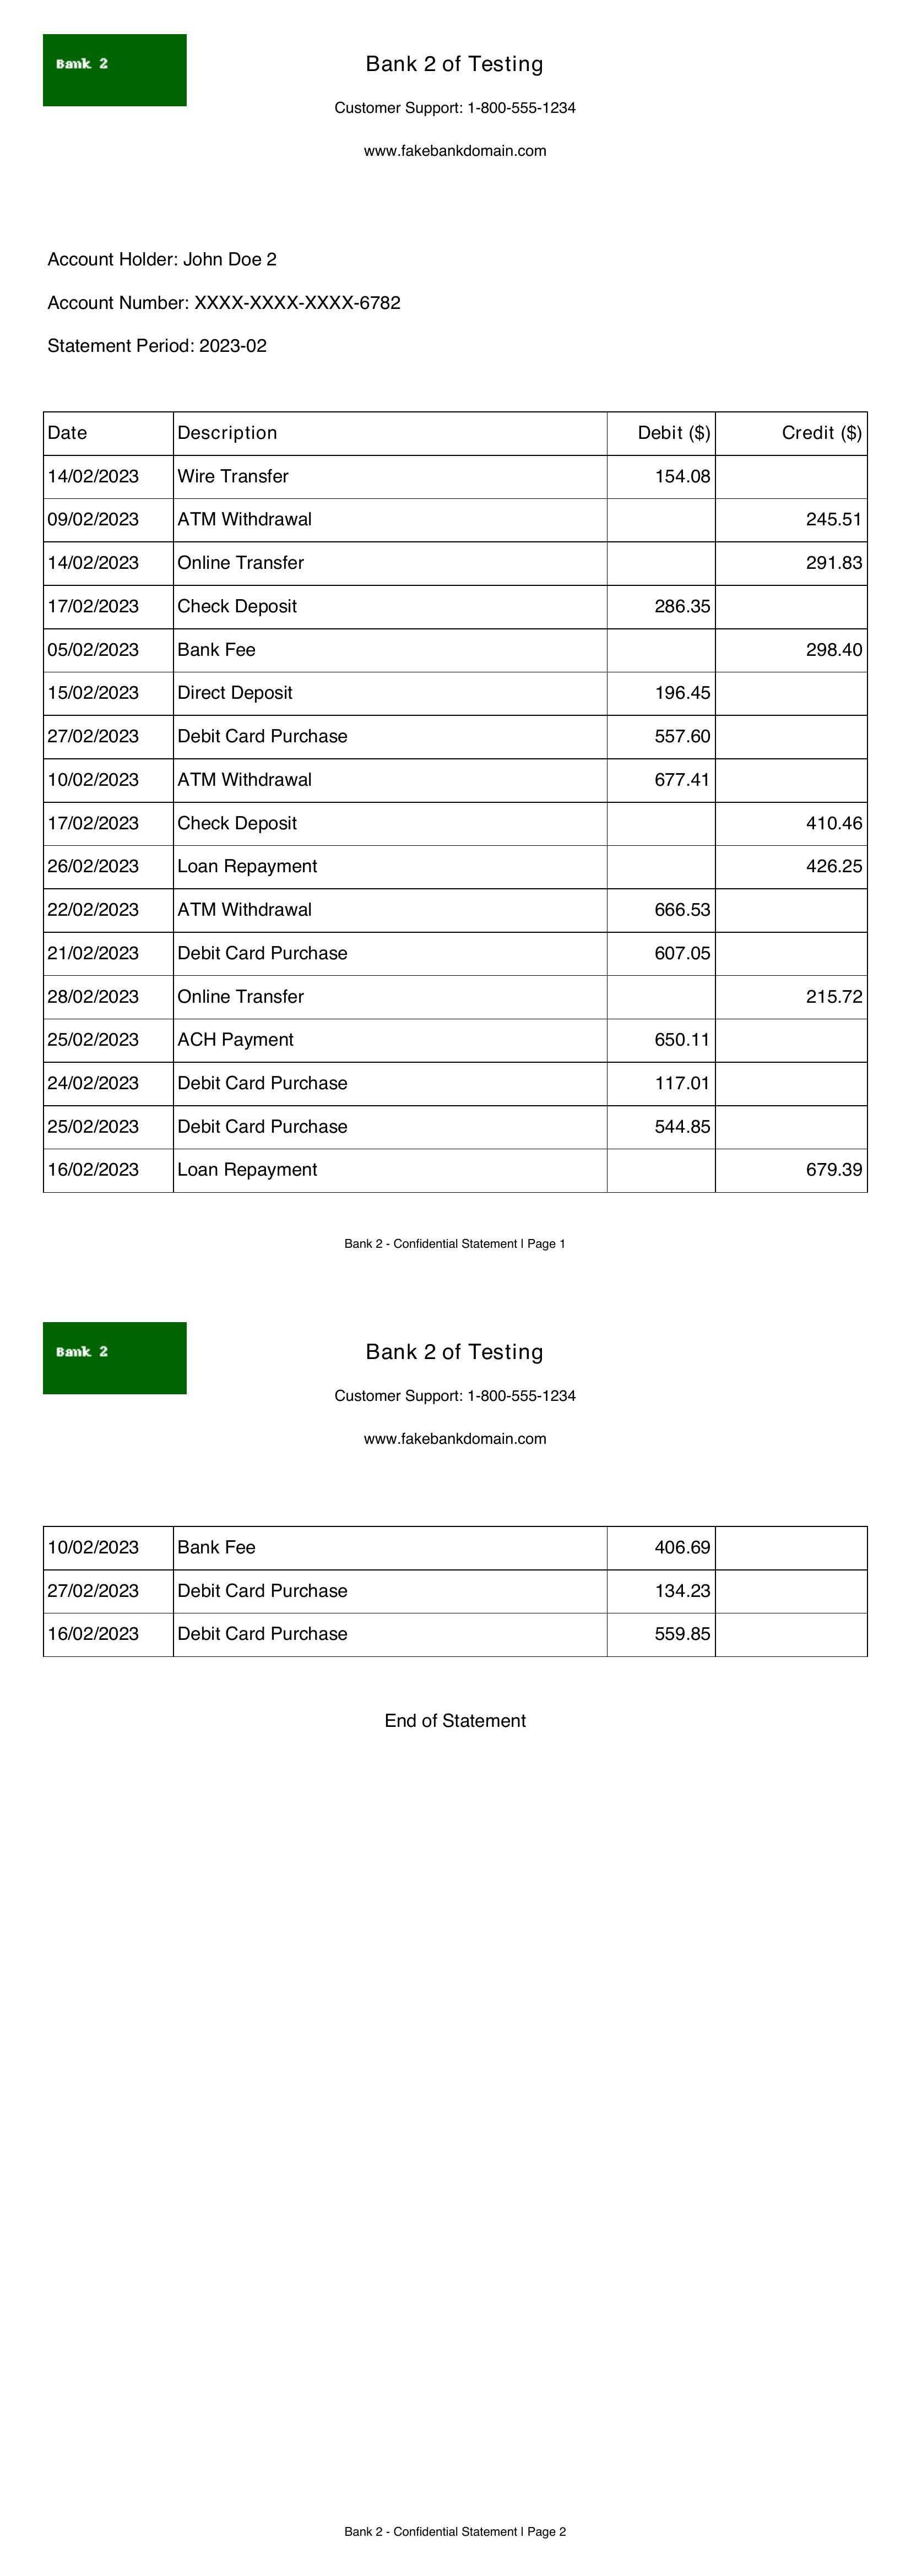 Bank 2
Bank 2 of Testing
Customer Support: 1-800-555-1234
www.fakebankdomain.com
Account Holder: John Doe 2
Account Number: XXXX-XXXX-XXXX-6782
Statement Period: 2023-02
Date Description Debit ($) Credit ($)
14/02/2023 Wire Transfer 154.08
09/02/2023 ATM Withdrawal 245.51
14/02/2023 Online Transfer 291.83
17/02/2023 Check Deposit 286.35
05/02/2023 Bank Fee 298.40
15/02/2023 Direct Deposit 196.45
27/02/2023 Debit Card Purchase 557.60
10/02/2023 ATM Withdrawal 677.41
17/02/2023 Check Deposit 410.46
26/02/2023 Loan Repayment 426.25
22/02/2023 ATM Withdrawal 666.53
21/02/2023 Debit Card Purchase 607.05
28/02/2023 Online Transfer 215.72
25/02/2023 ACH Payment 650.11
24/02/2023 Debit Card Purchase 117.01
25/02/2023 Debit Card Purchase 544.85
16/02/2023 Loan Repayment 679.39
Bank 2 - Confidential Statement | Page 1
Bank 2
Bank 2 of Testing
Customer Support: 1-800-555-1234
www.fakebankdomain.com
10/02/2023 Bank Fee 406.69
27/02/2023 Debit Card Purchase 134.23
16/02/2023 Debit Card Purchase 559.85
End of Statement
Bank 2 - Confidential Statement | Page 2